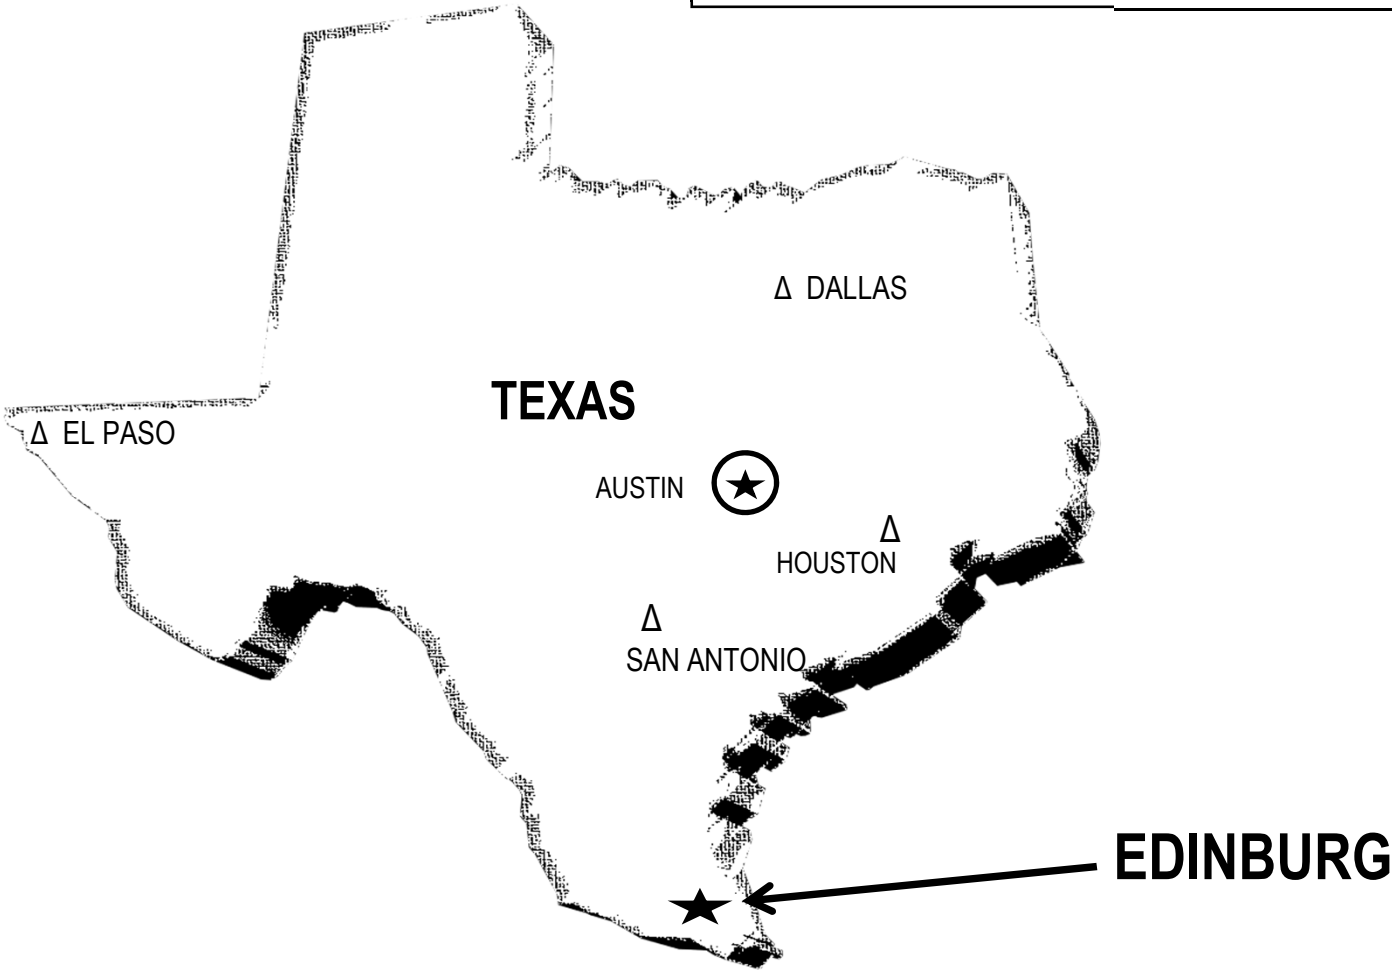 Δ DALLAS
TEXAS
Δ EL PASO
AUSTIN
Δ
HOUSTON
Δ
SAN ANTONIO
EDINBURG